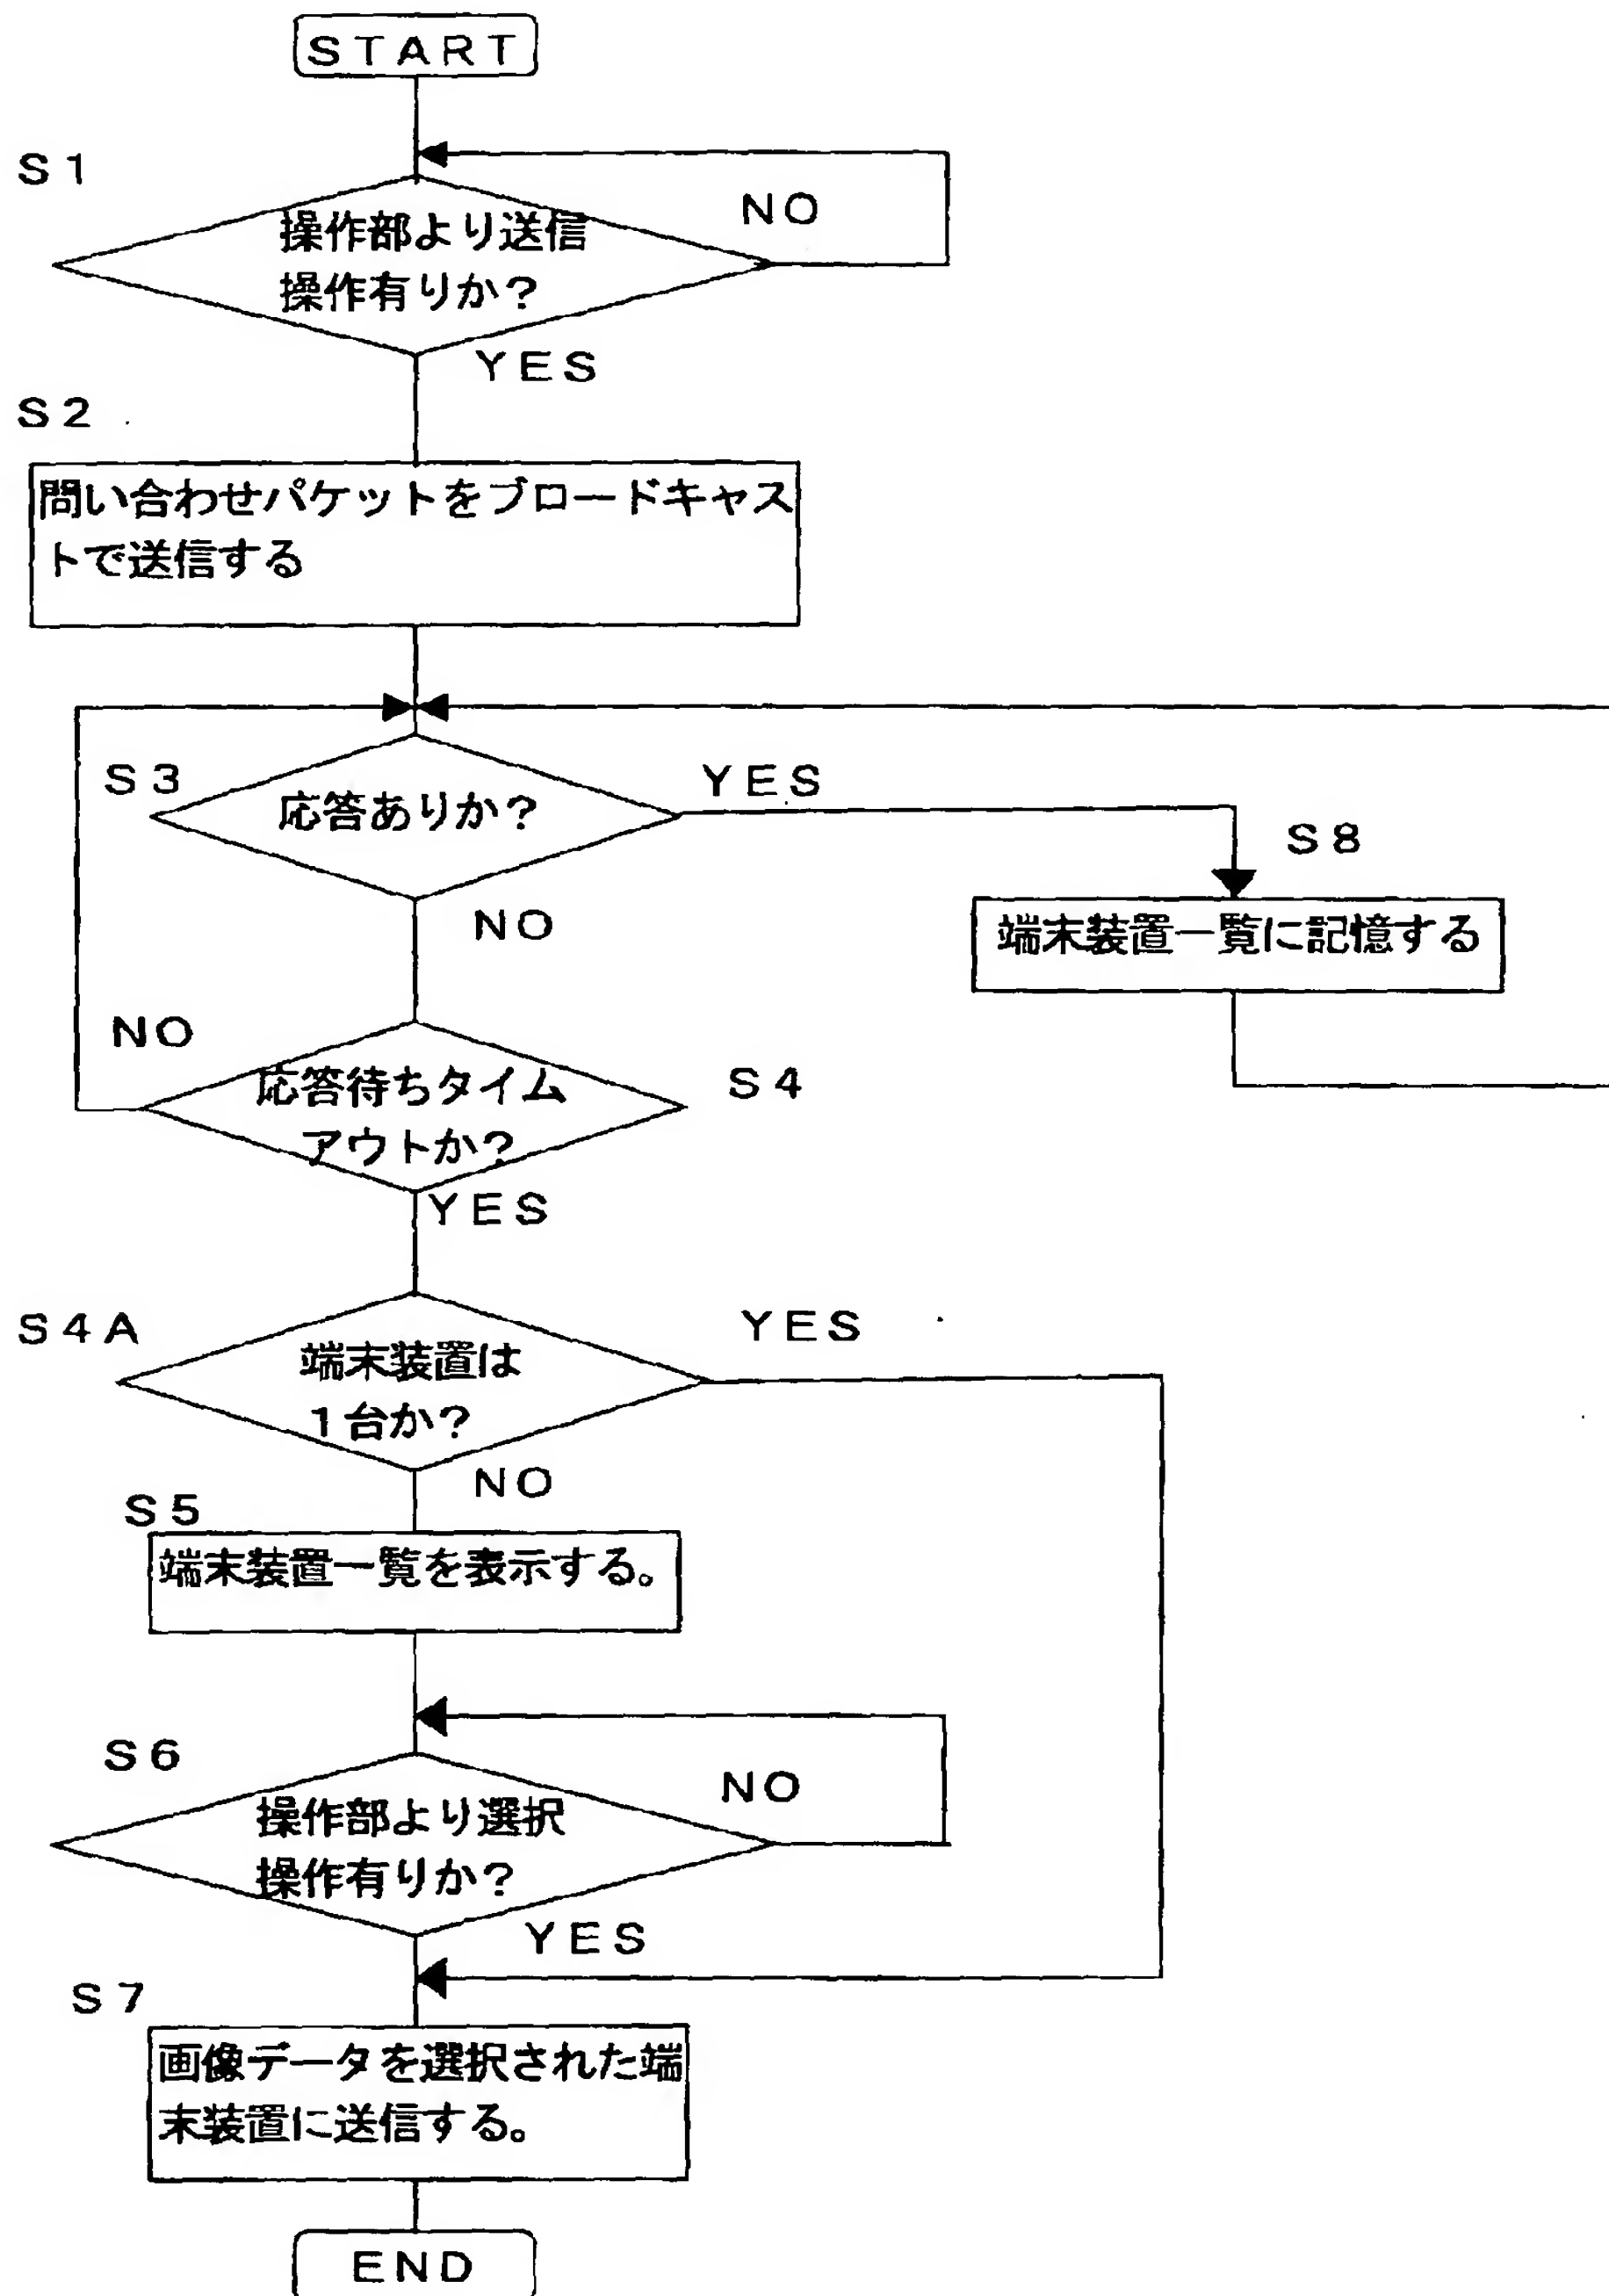 START
S1
操作部より送信
操作有りか?
NO
YES
S2
問い合わせパケットをブロードキャス
トで送信する
S3
応答ありか?
YES
S8
端末装置一覧に記憶する
NO
NO
応答待ちタイム
アウトか?
S4
YES
S4A
端末装置は
1台か?
YES
NO
S5
端末装置一覧を表示する。
S6
操作部より選択
操作有りか?
NO
YES
S7
画像データを選択された端
末装置に送信する。
END